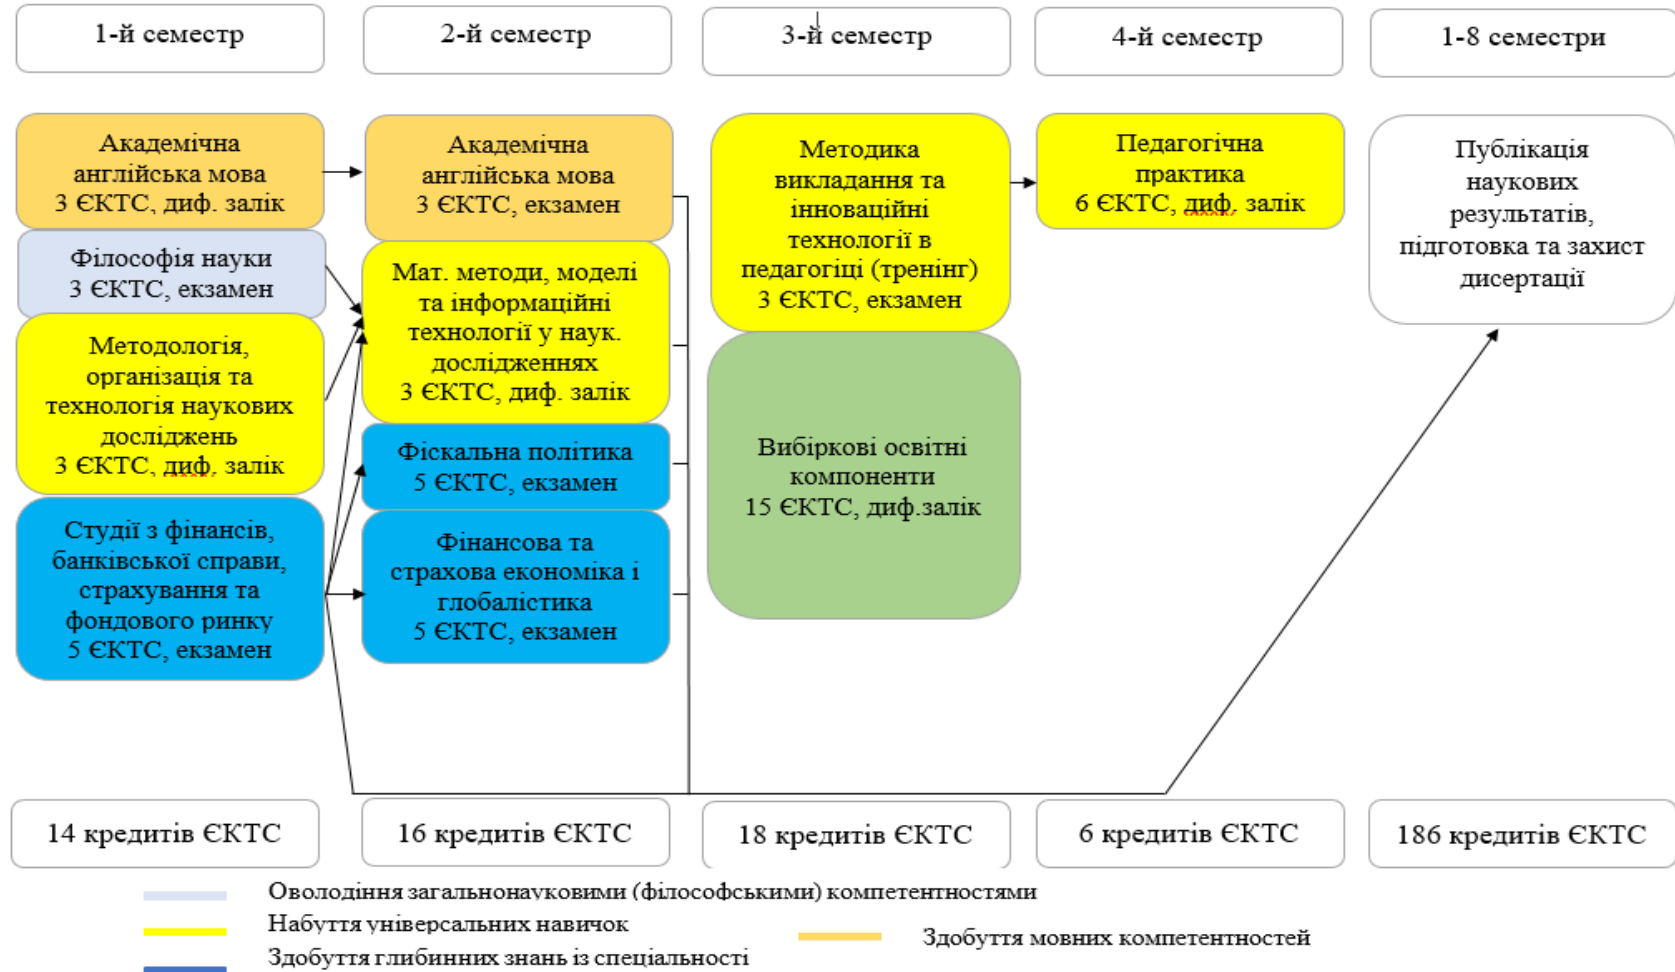 1-й семестр
2-й семестр
3-й семестр
4-й семестр
1-8 семестри
Академічна
англійська мова
3 ЄКТС, диф. залік
Філософія науки
3 ЄКТС, екзамен
Методологія,
організація та
технологія наукових
досліджень
3 ЄКТС, диф. залік
Студії з фінансів,
банківської справи,
страхування та
фондового ринку
5 ЄКТС, екзамен
Академічна
англійська мова
3 ЄКТС, екзамен
Мат. методи, моделі
та інформаційні
технології у наук.
дослідженнях
3 ЄКТС, диф. залік
Фіскальна політика
5 ЄКТС, екзамен
Фінансова та
страхова економіка і
глобалістика
5 ЄКТС, екзамен
Методика
викладання та
інноваційні
технології в
педагогіці (тренінг)
3 ЄКТС, екзамен
Вибіркові освітні
компоненти
15 ЄКТС, диф.залік
Педагогічна
практика
6 ЄКТС, диф. залік
Публікація
наукових
результатів,
підготовка та захист
дисертації
14 кредитів ЄКТС
16 кредитів ЄКТС
18 кредитів ЄКТС
6 кредитів ЄКТС
186 кредитів ЄКТС
Оволодіння загальнонауковими (філософськими) компетентностями
Набуття універсальних навичок
Здобуття мовних компетентностей
Здобуття глибинних знань із спеціальності